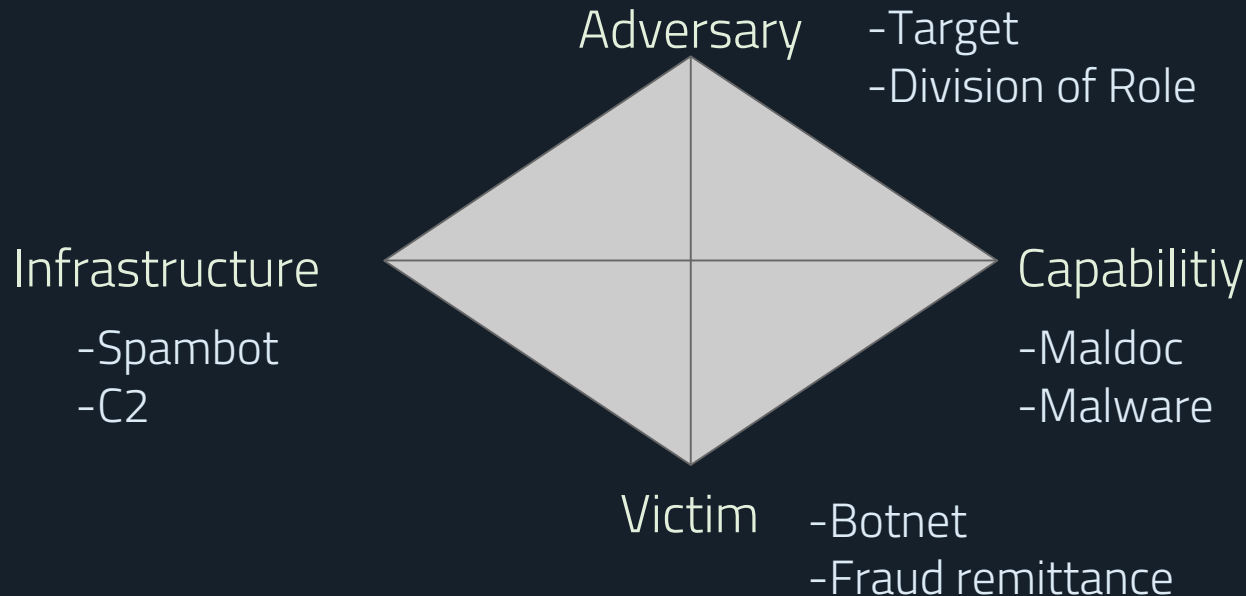 Adversary
-Target
-Division of Role
Infrastructure
-Spambot
-C2
Capabilitiy
-Maldoc
-Malware
Victim
-Botnet
-Fraud remittance